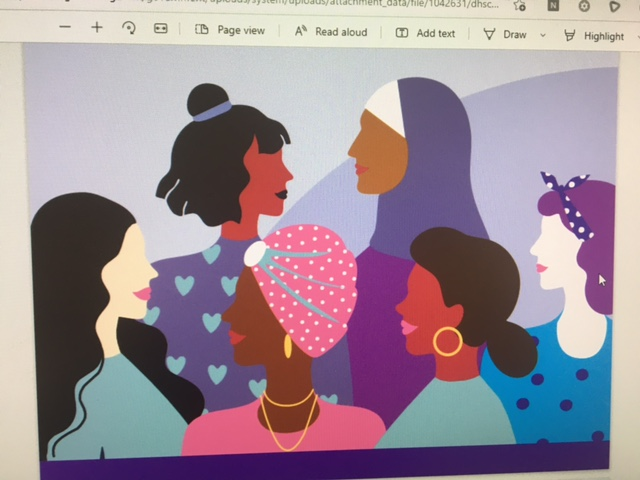 /uploads/system/uploads/attachment_data/file/1042631/dhsc...
Page view Read aloud Add text Draw Highlight